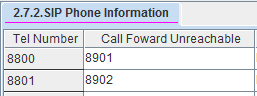 2.7.2.SIP Phone Information
Tel Number Call Foward Unreachable
8800 8901
8801 8902